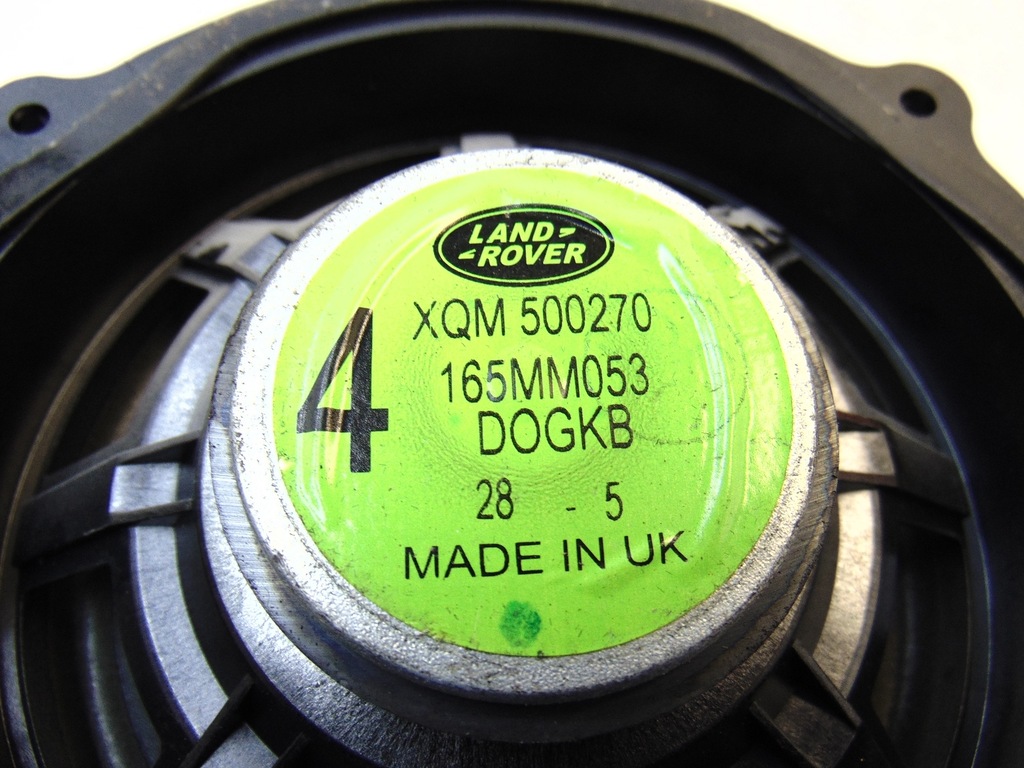 LAND-
-ROVER
XQM 500270
4
165MM053
DOGKB
28 - 5
MADE IN UK